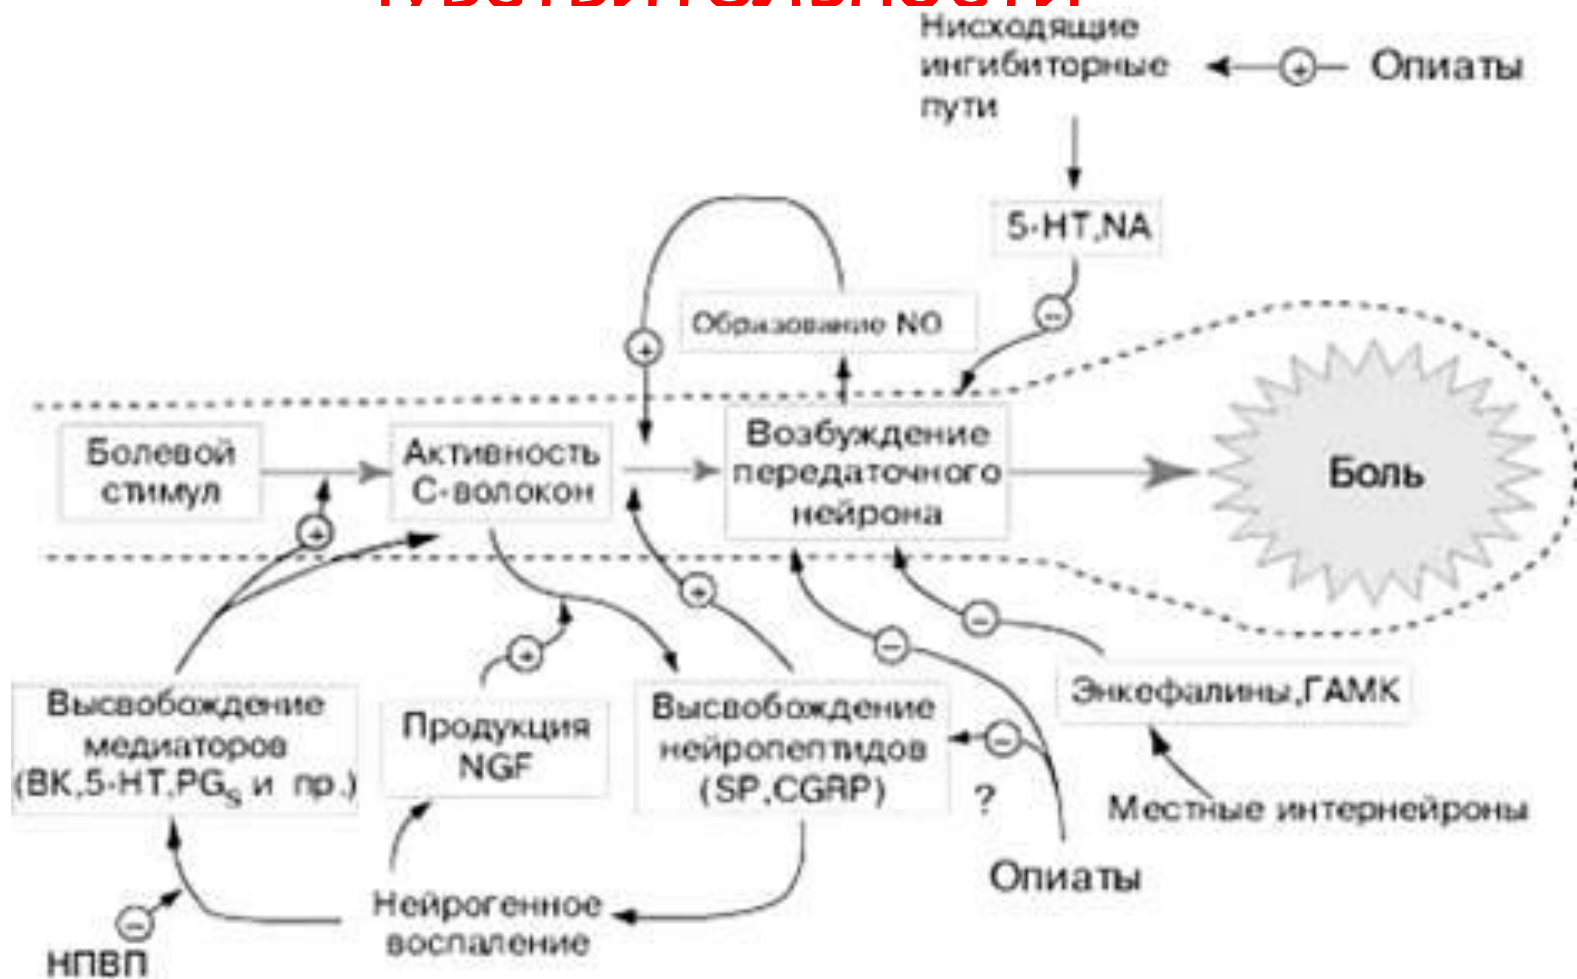 Нисходящие
ингибиторные
пути
+
Опиаты
5-HT,NA
−
Образование NO
+
Болевой
стимул
Активность
С-волокон
Возбуждение
передаточного
нейрона
Боль
+
+
−
−
+
Высвобождение
медиаторов
(ВК,5-HT,PGs и пр.)
Продукция
NGF
Высвобождение
нейропептидов
(SP,CGRP)
−
?
Энкефалины,ГАМК
Местные интернейроны
Опиаты
Нейрогенное
воспаление
−
НПВП